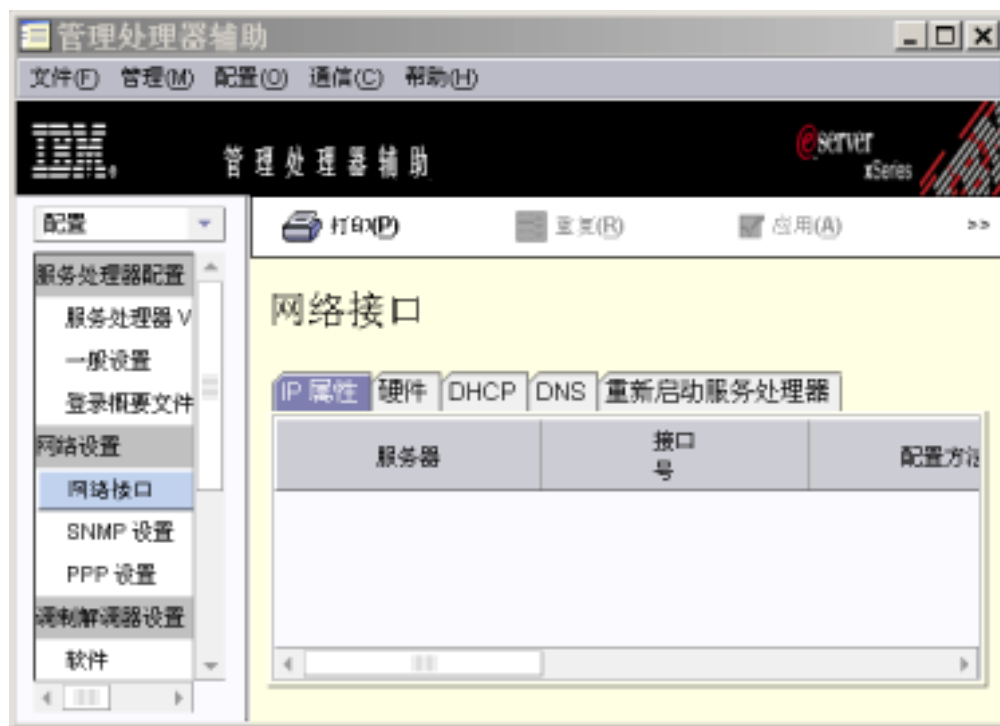 管理处理器辅助
文件(F) 管理(M) 配置(O) 通信(C) 帮助(H)
IBM. 管理处理器辅助 eserver
xSeries
配置 打印(P) 重复(R) 应用(A) >>
服务处理器配置
服务处理器 V
一般设置
登录概要文件
网络设置
网络接口
SNMP 设置
PPP 设置
调制解调器设置
软件
网络接口
IP 属性 硬件 DHCP DNS 重新启动服务处理器
服务器 接口号 配置方法